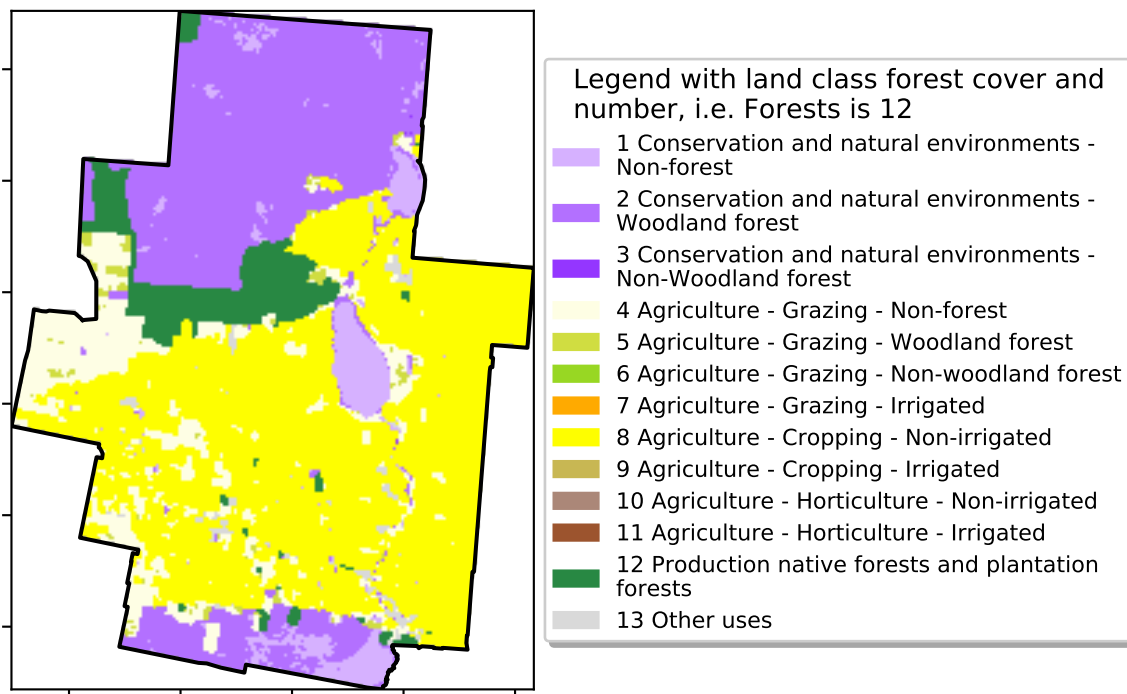 Legend with land class forest cover and
number, i.e. Forests is 12
1 Conservation and natural environments -
Non-forest
2 Conservation and natural environments -
Woodland forest
3 Conservation and natural environments -
Non-Woodland forest
4 Agriculture - Grazing - Non-forest
5 Agriculture - Grazing - Woodland forest
6 Agriculture - Grazing - Non-woodland forest
7 Agriculture - Grazing - Irrigated
8 Agriculture - Cropping - Non-irrigated
9 Agriculture - Cropping - Irrigated
10 Agriculture - Horticulture - Non-irrigated
11 Agriculture - Horticulture - Irrigated
12 Production native forests and plantation
forests
13 Other uses